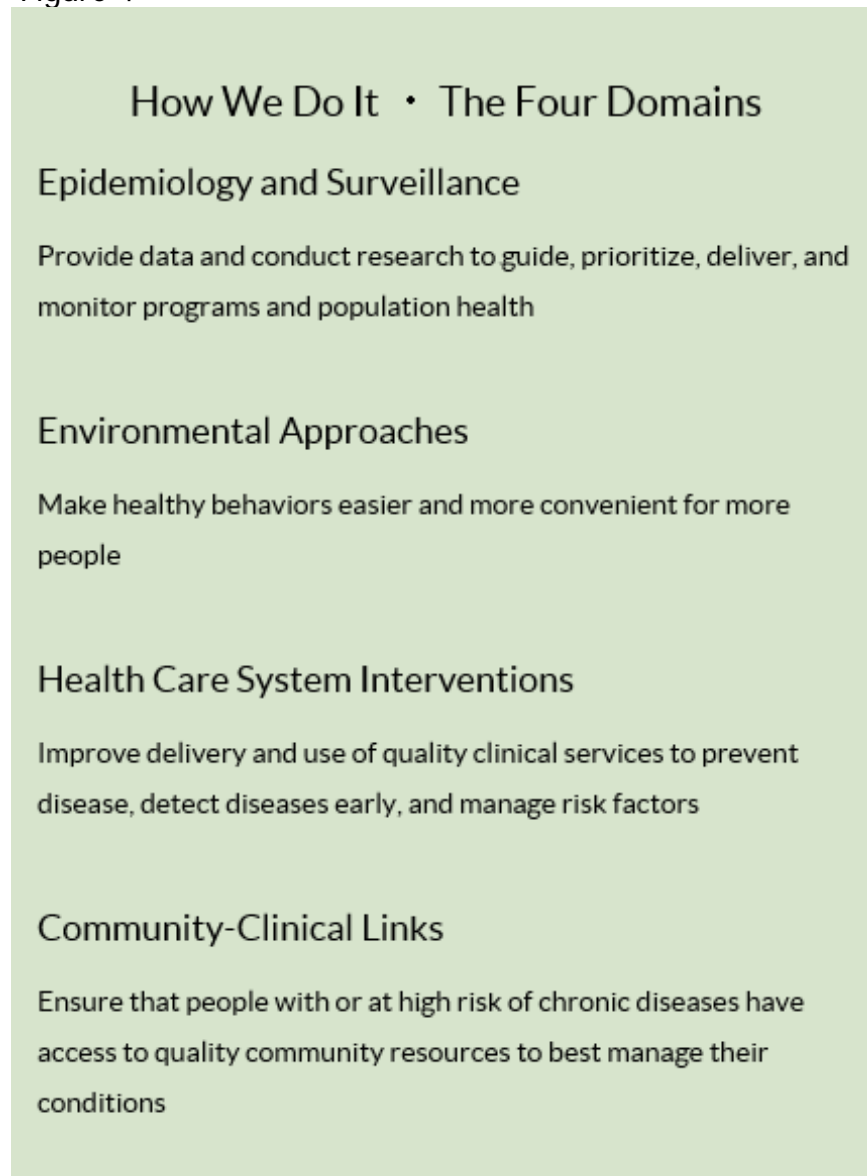 How We Do It • The Four Domains
Epidemiology and Surveillance
Provide data and conduct research to guide, prioritize, deliver, and
monitor programs and population health
Environmental Approaches
Make healthy behaviors easier and more convenient for more
people
Health Care System Interventions
Improve delivery and use of quality clinical services to prevent
disease, detect diseases early, and manage risk factors
Community-Clinical Links
Ensure that people with or at high risk of chronic diseases have
access to quality community resources to best manage their
conditions